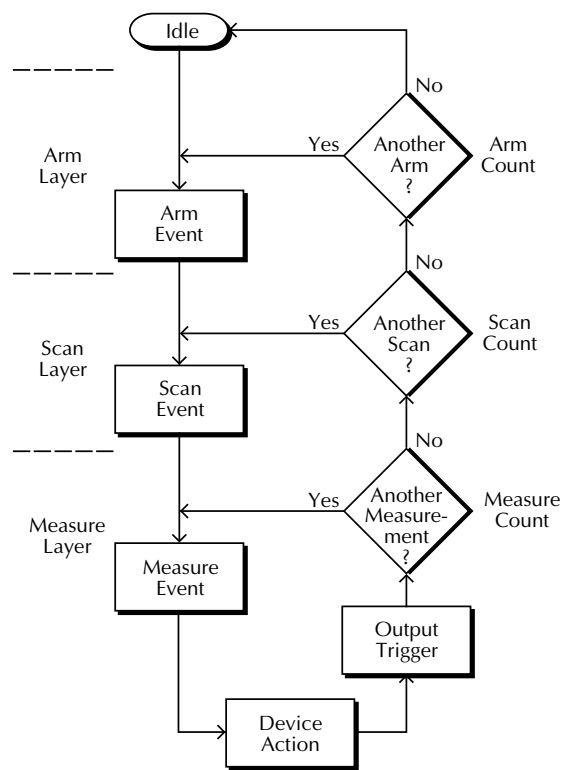 Idle
No
Yes
Another
Arm
?
Arm
Count
Arm
Layer
Arm
Event
No
Yes
Another
Scan
?
Scan
Count
Scan
Layer
Scan
Event
No
Yes
Another
Measure-
ment
?
Measure
Count
Measure
Layer
Measure
Event
Output
Trigger
Device
Action